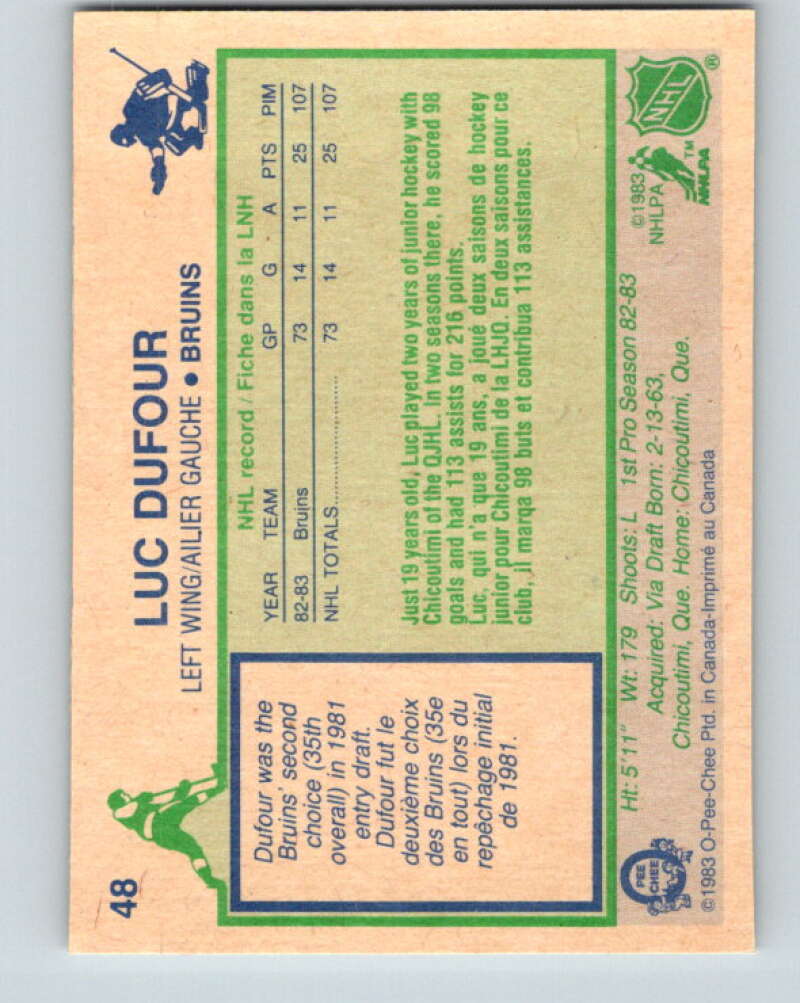 48
LUC DUFOUR
LEFT WING/AILIER GAUCHE • BRUINS
Dufour was the
Bruins' second
choice (35th
overall) in 1981
entry draft.
Dufour fut le
deuxième choix
des Bruins (35e
en tout) lors du
repêchage initial
de 1981.
NHL record / Fiche dans la LNH
YEAR TEAM GP G A PTS PIM
82-83 Bruins 73 14 11 25 107
NHL TOTALS 73 14 11 25 107
Just 19 years old, Luc played two years of junior hockey with
Chicoutimi of the QJHL. In two seasons there, he scored 98
goals and had 113 assists for 216 points.
Luc, qui n'a que 19 ans, a joué deux saisons de hockey
junior pour Chicoutimi de la LHJQ. En deux saisons pour ce
club, il marqa 98 buts et contribua 113 assistances.
Ht: 5'11" Wt: 179 Shoots: L 1st Pro Season 82-83
Acquired: Via Draft Born: 2-13-63,
Chicoutimi, Que. Home: Chicoutimi, Que.
©1983
NHLPA
NHLPA
TM
NHL
®
PEE
CHEE
©1983 O-Pee-Chee Ptd. in Canada-Imprimé au Canada